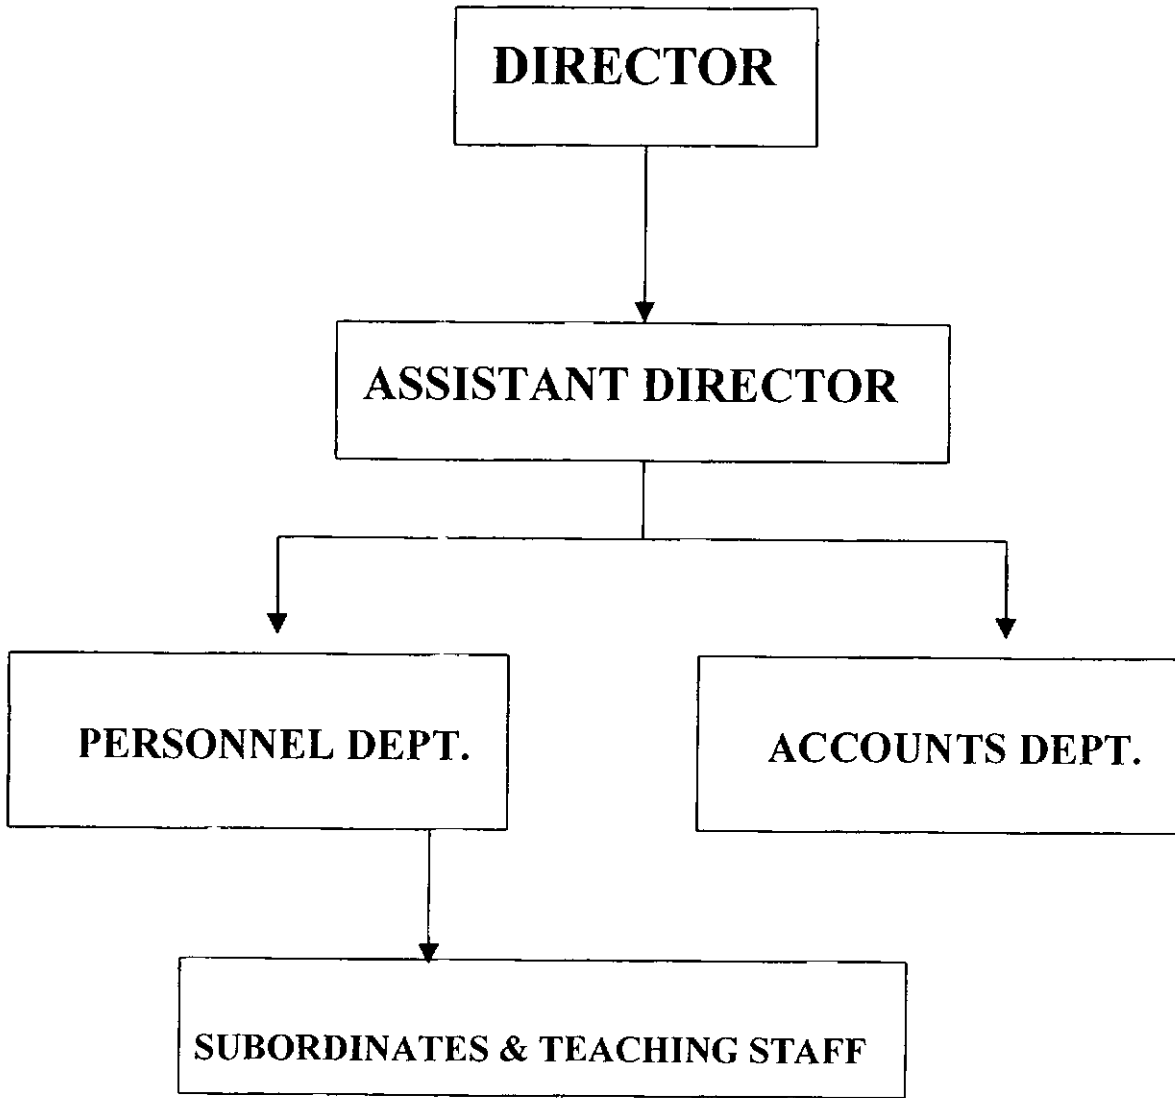 DIRECTOR
ASSISTANT DIRECTOR
PERSONNEL DEPT.
ACCOUNTS DEPT.
SUBORDINATES & TEACHING STAFF